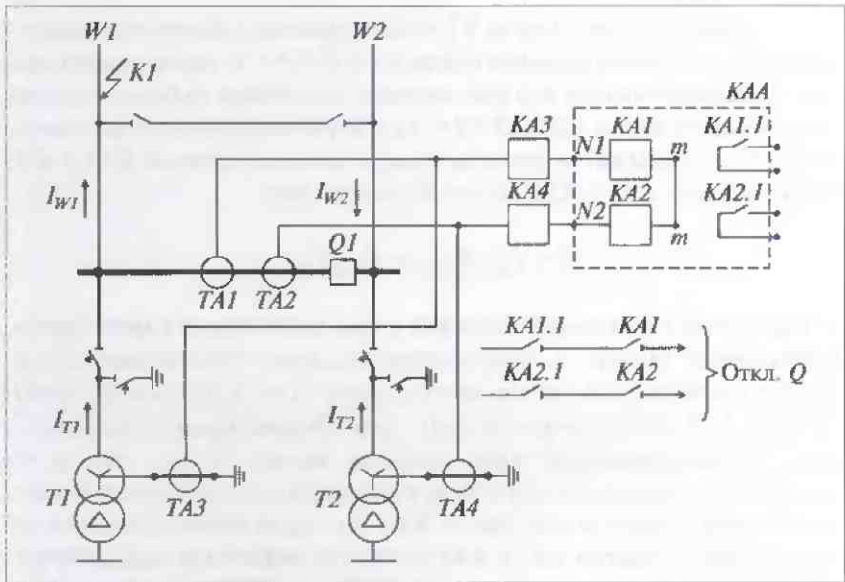 W1 W2
K1
KAA
KA3 KA1 KA1.1
N1 m
I_W1 I_W2
KA4 KA2 KA2.1
N2 m
Q1
TA1 TA2
KA1.1 KA1
Откл. Q
KA2.1 KA2
I_T1 I_T2
T1 TA3 T2 TA4